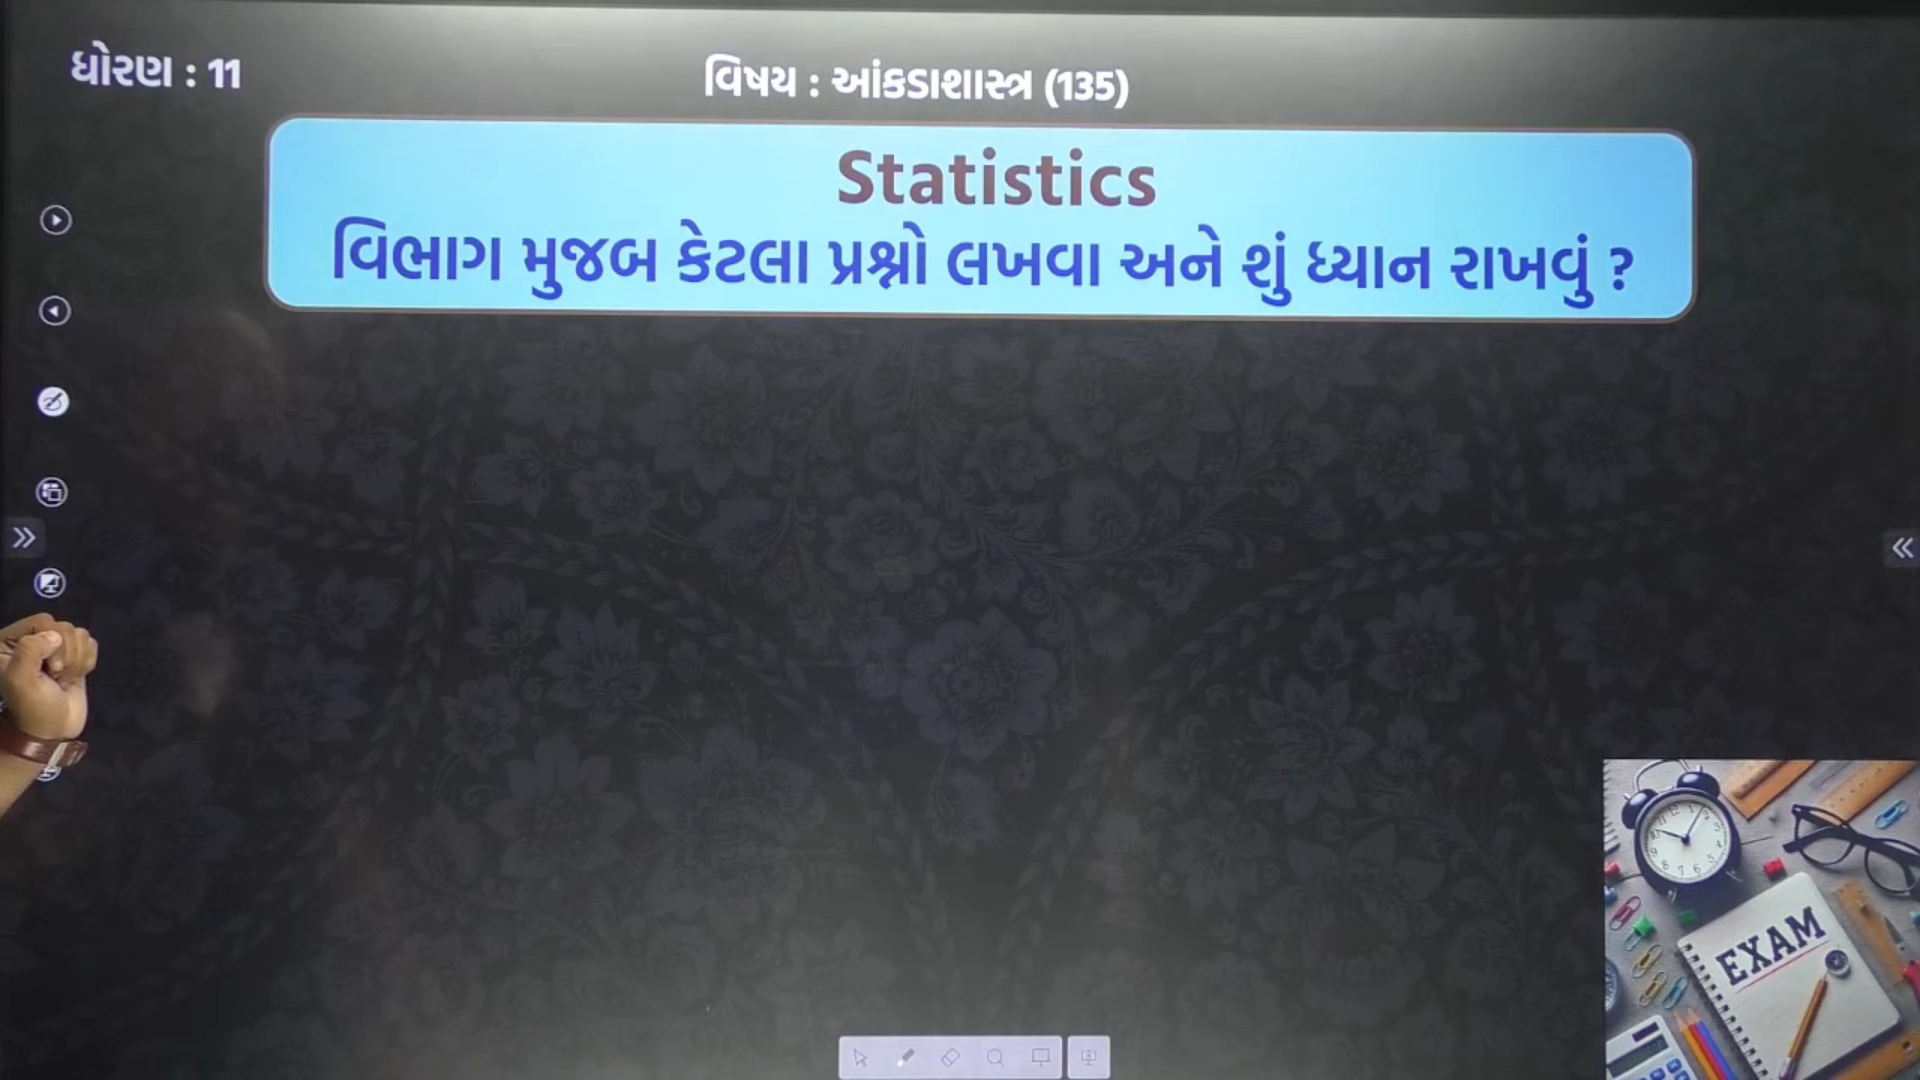 ધોરણ : 11
વિષય : આંકડાશાસ્ત્ર (135)
Statistics
વિભાગ મુજબ કેટલા પ્રશ્નો લખવા અને શું ધ્યાન રાખવું ?
EXAM